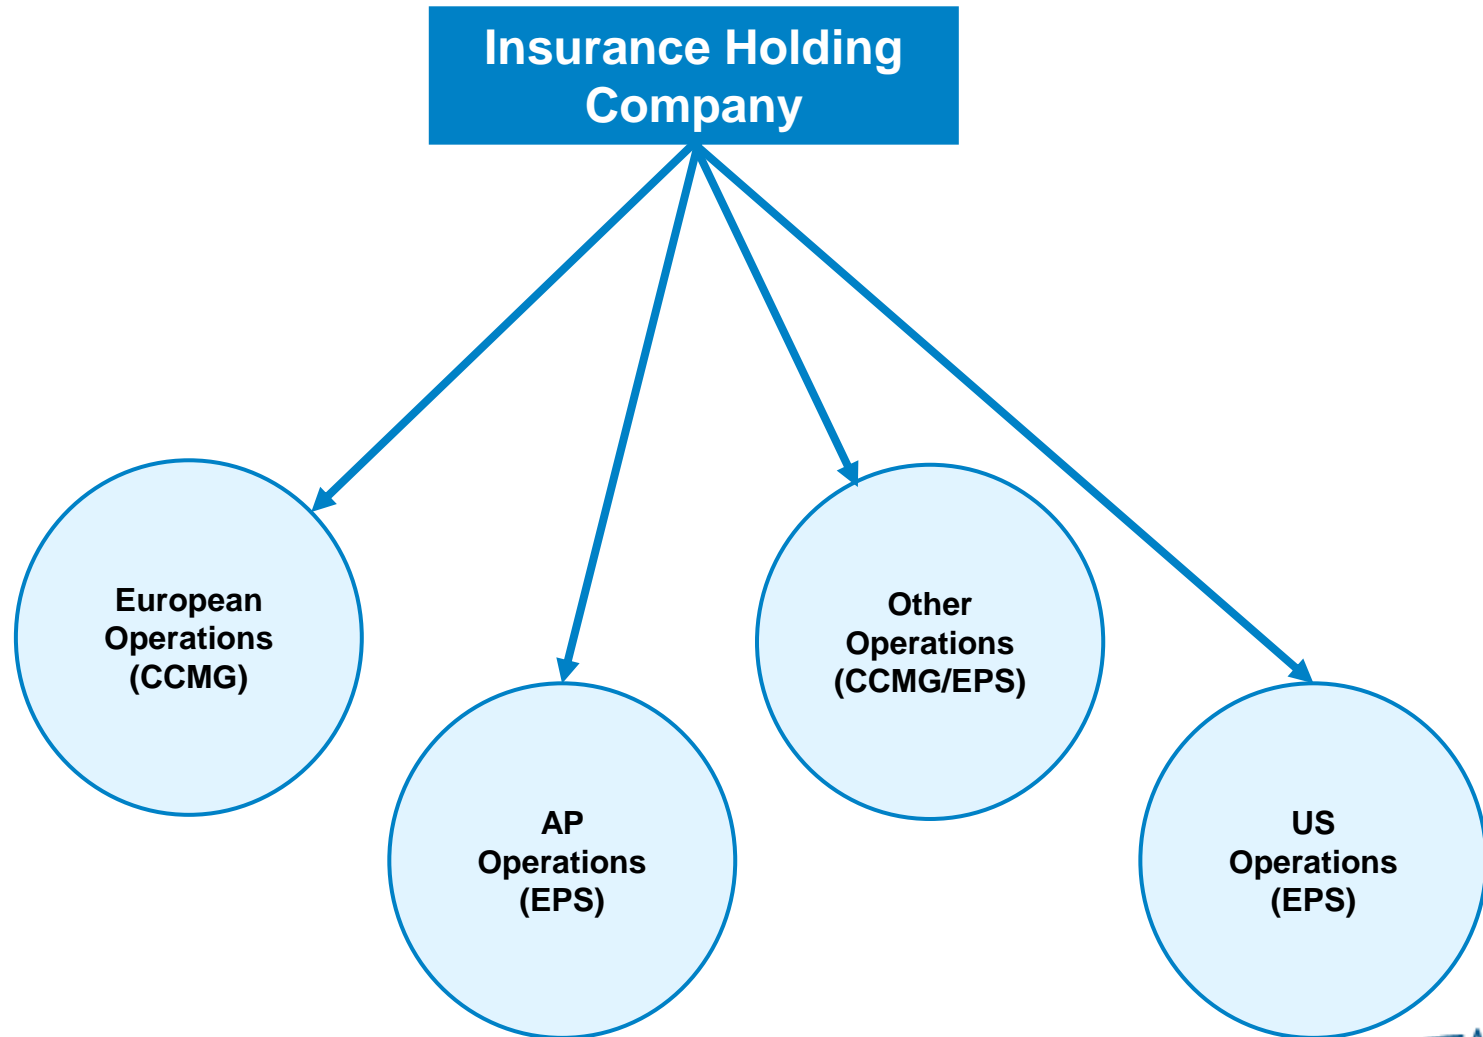 Insurance Holding
Company
European
Operations
(CCMG)
AP
Operations
(EPS)
Other
Operations
(CCMG/EPS)
US
Operations
(EPS)